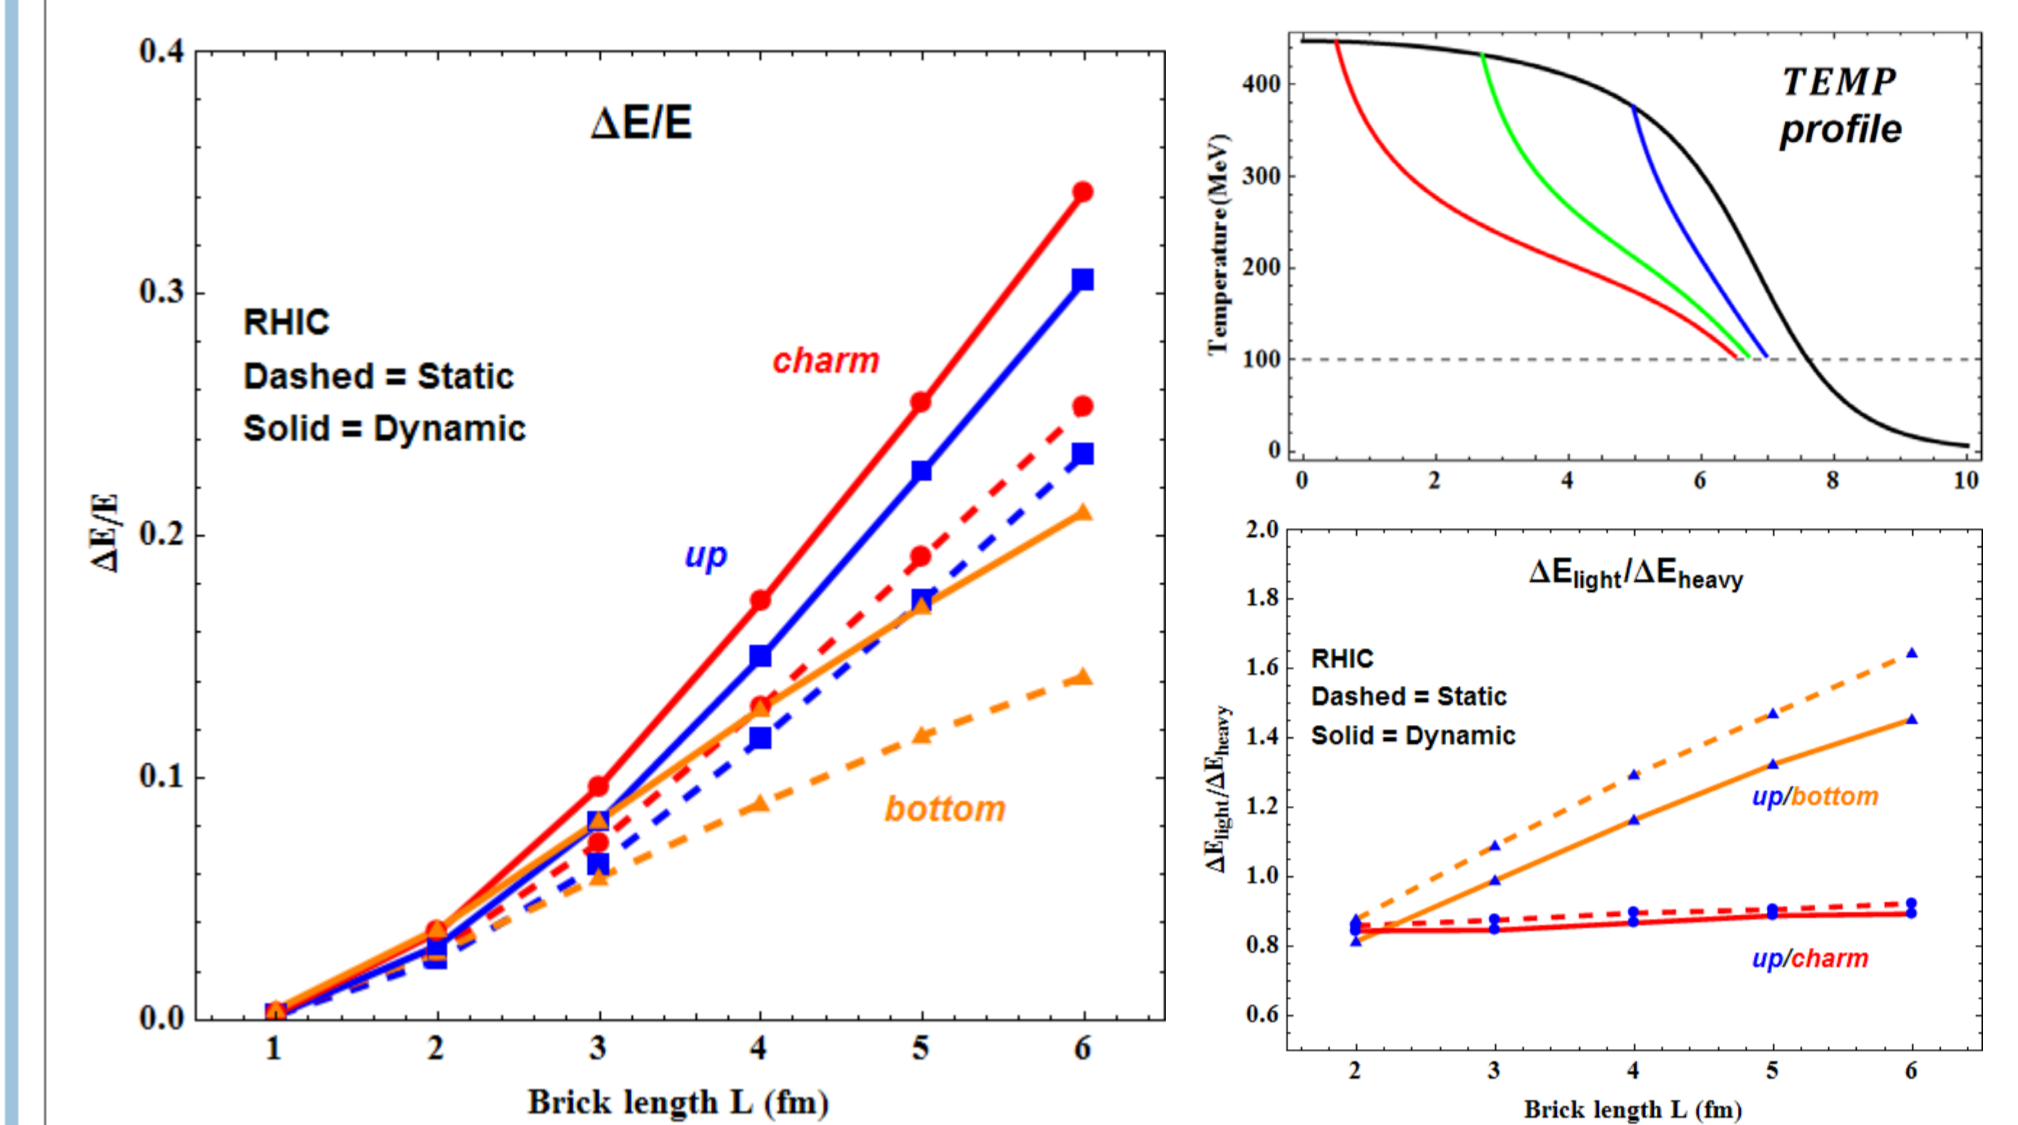 ΔE/E
RHIC
Dashed = Static
Solid = Dynamic
charm
up
bottom
ΔE/E
0.4
0.3
0.2
0.1
0.0
1 2 3 4 5 6
Brick length L (fm)
TEMP
profile
Temperature(MeV)
400
300
200
100
0
0 2 4 6 8 10
ΔElight/ΔEheavy
RHIC
Dashed = Static
Solid = Dynamic
up/bottom
up/charm
ΔElight/ΔEheavy
2.0
1.8
1.6
1.4
1.2
1.0
0.8
0.6
2 3 4 5 6
Brick length L (fm)